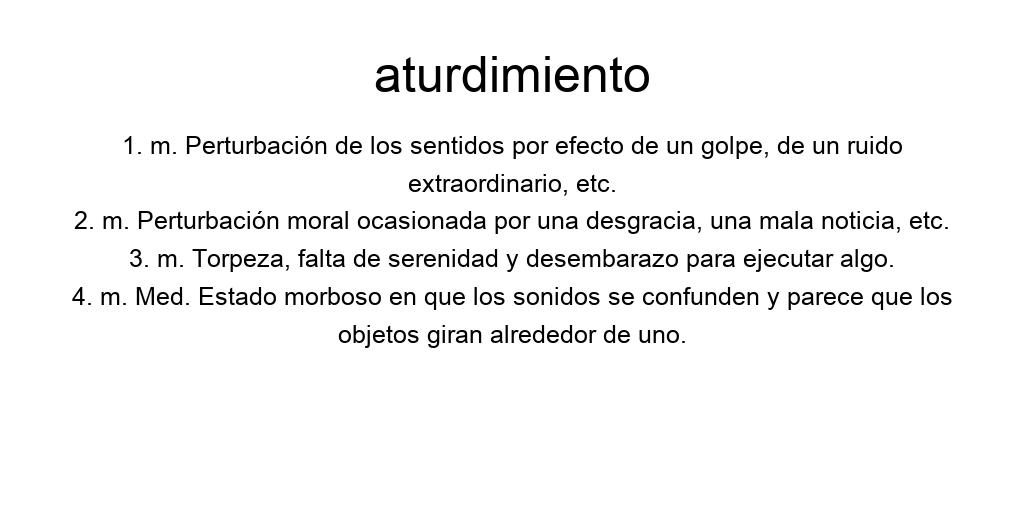 aturdimiento
1. m. Perturbación de los sentidos por efecto de un golpe, de un ruido
extraordinario, etc.
2. m. Perturbación moral ocasionada por una desgracia, una mala noticia, etc.
3. m. Torpeza, falta de serenidad y desembarazo para ejecutar algo.
4. m. Med. Estado morboso en que los sonidos se confunden y parece que los
objetos giran alrededor de uno.